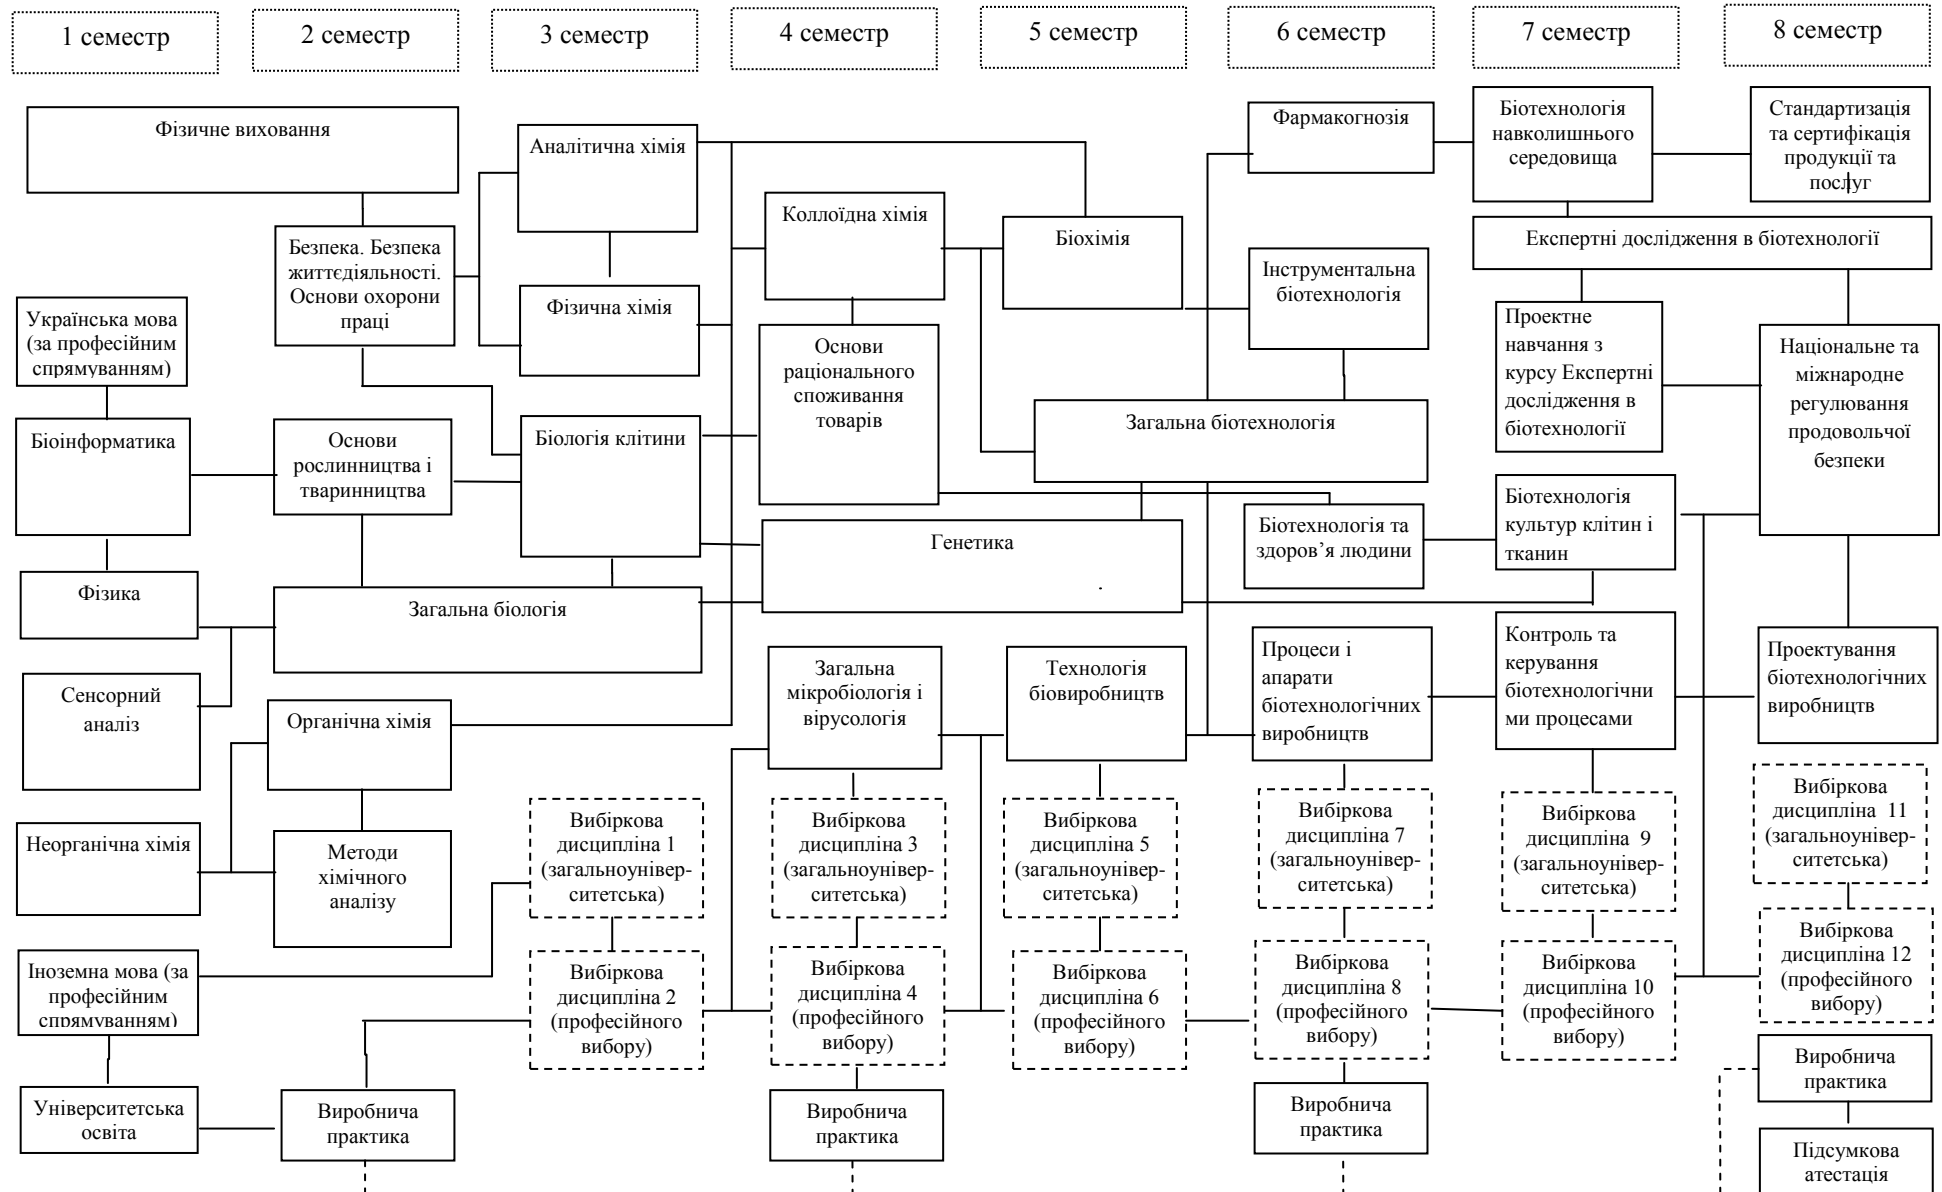 1 семестр
2 семестр
3 семестр
4 семестр
5 семестр
6 семестр
7 семестр
8 семестр
Фізичне виховання
Безпека. Безпека
життєдіяльності.
Основи охорони
праці
Українська мова
(за професійним
спрямуванням)
Біоінформатика
Основи
рослинництва і
тваринництва
Фізика
Загальна біологія
Сенсорний
аналіз
Органічна хімія
Неорганічна хімія
Методи
хімічного
аналізу
Іноземна мова (за
професійним
спрямуванням)
Університетська
освіта
Виробнича
практика
Аналітична хімія
Фізична хімія
Біологія клітини
Вибіркова
дисципліна 1
(загальноунівер-
ситетська)
Вибіркова
дисципліна 2
(професійного
вибору)
Коллоїдна хімія
Основи
раціонального
споживання
товарів
Генетика
Загальна
мікробіологія і
вірусологія
Вибіркова
дисципліна 3
(загальноунівер-
ситетська)
Вибіркова
дисципліна 4
(професійного
вибору)
Виробнича
практика
Біохімія
Загальна біотехнологія
Технологія
біовиробництв
Вибіркова
дисципліна 5
(загальноунівер-
ситетська)
Вибіркова
дисципліна 6
(професійного
вибору)
Фармакогнозія
Інструментальна
біотехнологія
Біотехнологія та
здоров’я людини
Процеси і
апарати
біотехнологічних
виробництв
Вибіркова
дисципліна 7
(загальноунівер-
ситетська)
Вибіркова
дисципліна 8
(професійного
вибору)
Виробнича
практика
Біотехнологія
навколишнього
середовища
Експертні дослідження в біотехнології
Проектне
навчання з
курсу Експертні
дослідження в
біотехнології
Біотехнологія
культур клітин і
тканин
Контроль та
керування
біотехнологічни
ми процесами
Вибіркова
дисципліна 9
(загальноунівер-
ситетська)
Вибіркова
дисципліна 10
(професійного
вибору)
Стандартизація
та сертифікація
продукції та
послуг
Національне та
міжнародне
регулювання
продовольчої
безпеки
Проектування
біотехнологічних
виробництв
Вибіркова
дисципліна 11
(загальноунівер-
ситетська)
Вибіркова
дисципліна 12
(професійного
вибору)
Виробнича
практика
Підсумкова
атестація